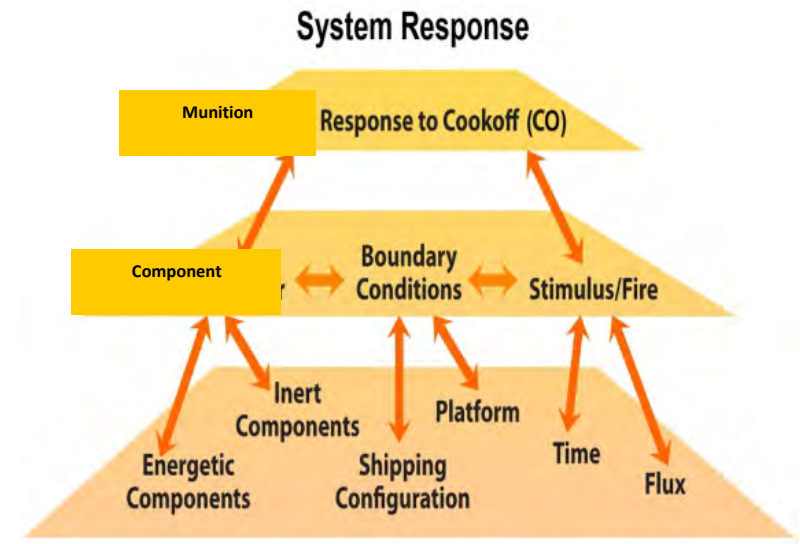 System Response
Munition
Response to Cookoff (CO)
Component
Boundary
Conditions
Stimulus/Fire
Inert
Components
Platform
Energetic
Components
Shipping
Configuration
Time
Flux